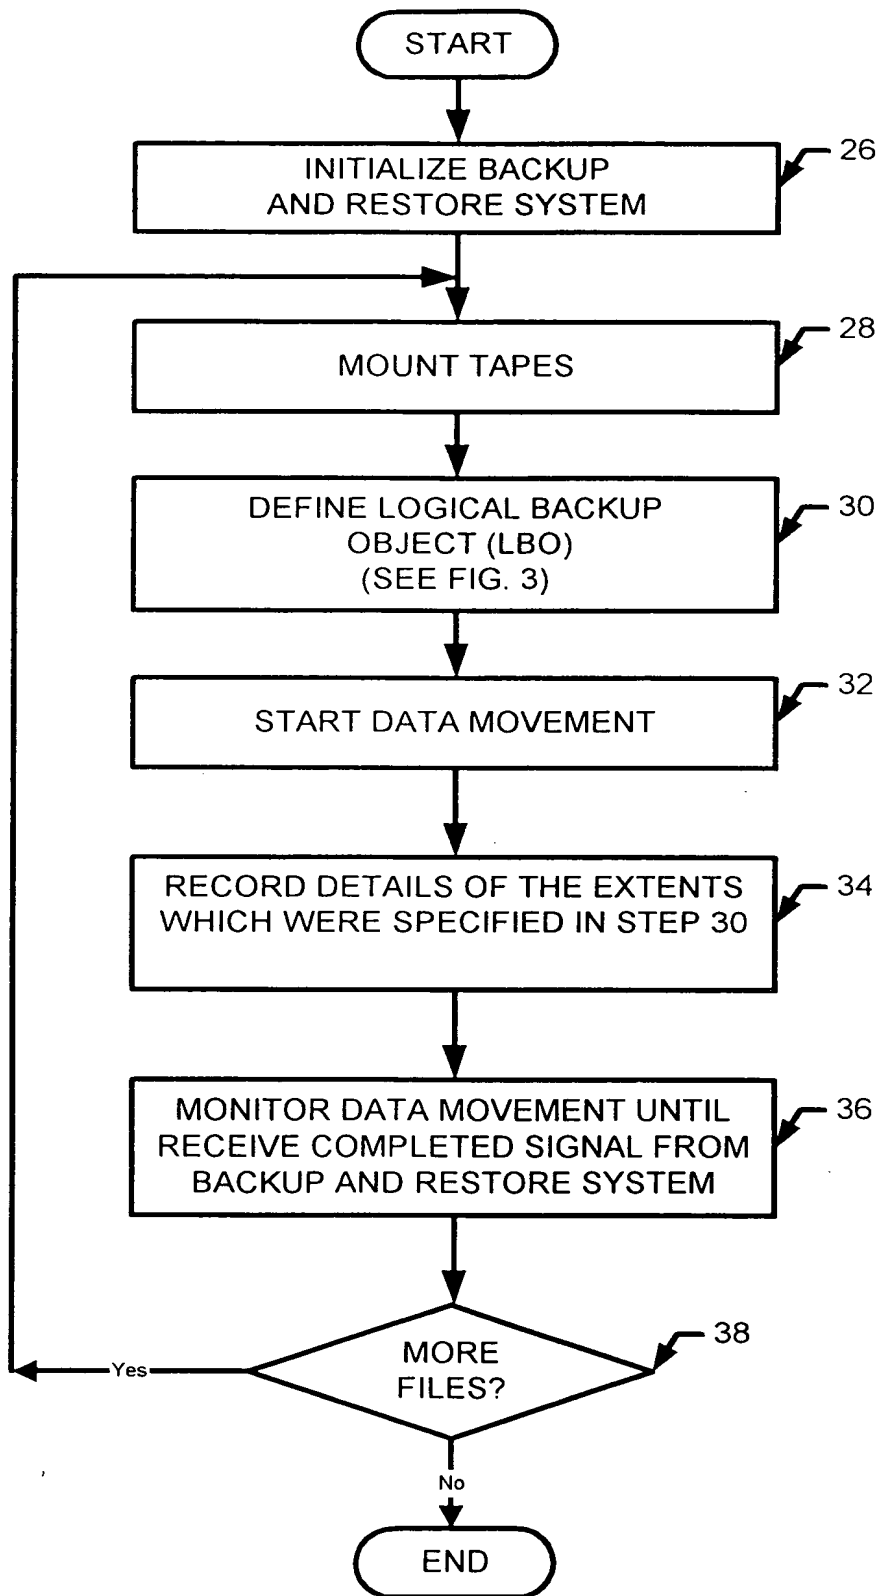 START
INITIALIZE BACKUP
AND RESTORE SYSTEM
26
MOUNT TAPES
28
DEFINE LOGICAL BACKUP
OBJECT (LBO)
(SEE FIG. 3)
30
START DATA MOVEMENT
32
RECORD DETAILS OF THE EXTENTS
WHICH WERE SPECIFIED IN STEP 30
34
MONITOR DATA MOVEMENT UNTIL
RECEIVE COMPLETED SIGNAL FROM
BACKUP AND RESTORE SYSTEM
36
MORE
FILES?
38
Yes
No
END